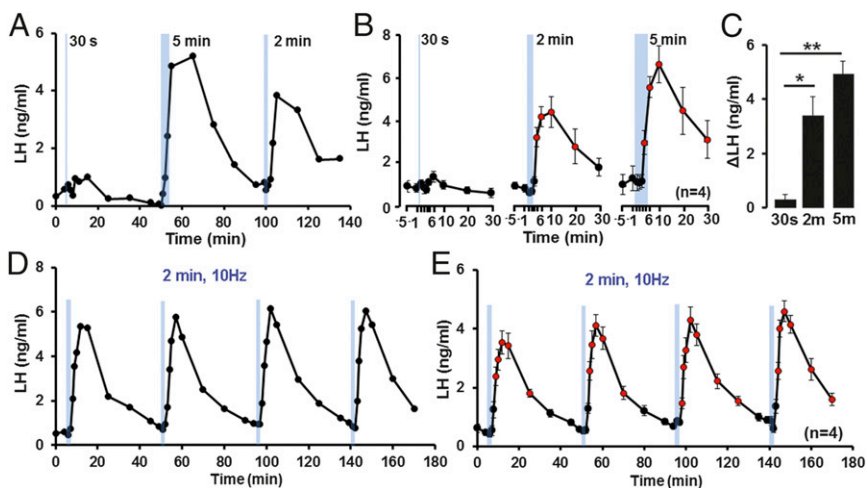 A
6
4
2
0
LH (ng/ml)
30 s
5 min
2 min
0 20 40 60 80 100 120 140
Time (min)
B
8
6
4
2
0
LH (ng/ml)
30 s
2 min
5 min
(n=4)
-5 -1 6 10 20 30
-5 -1 6 10 20 30
-5 -1 6 10 20 30
Time (min)
C
6
4
2
0
ΔLH (ng/ml)
**
*
30s 2m 5m
D
8
6
4
2
0
LH (ng/ml)
2 min, 10Hz
0 20 40 60 80 100 120 140 160 180
Time (min)
E
6
4
2
0
LH (ng/ml)
2 min, 10Hz
(n=4)
0 20 40 60 80 100 120 140 160 180
Time (min)